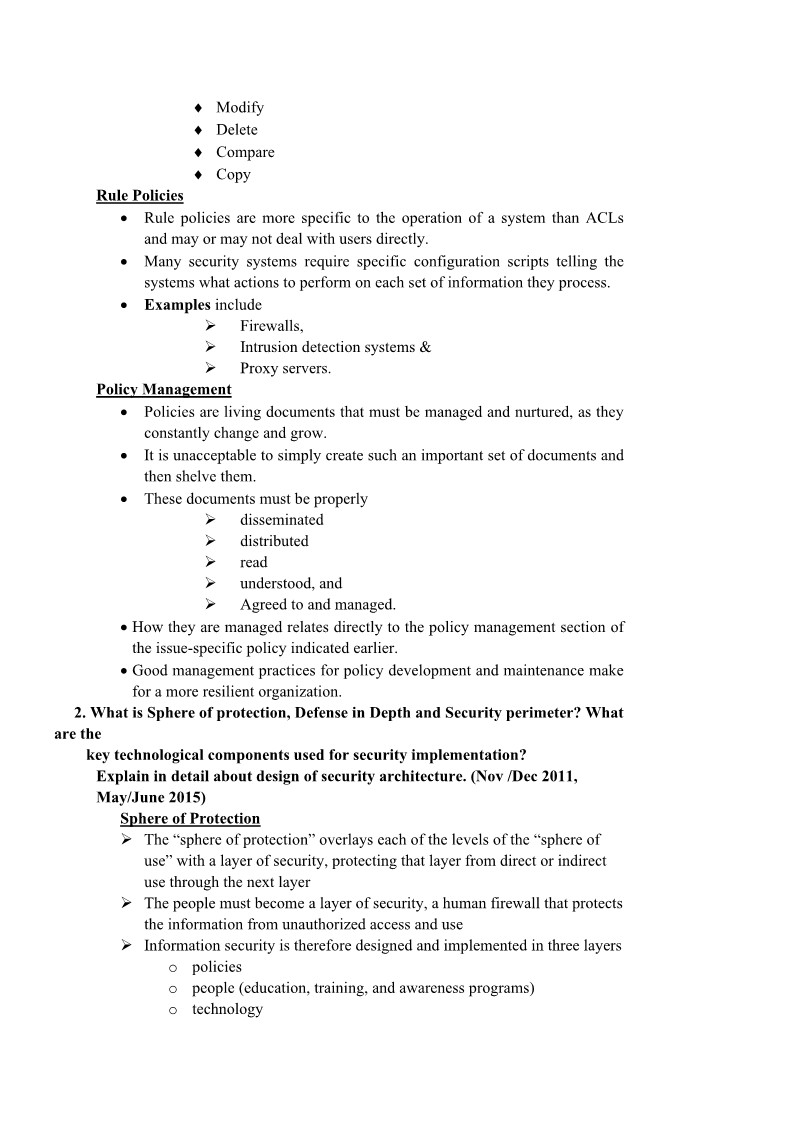 ♦ Modify
♦ Delete
♦ Compare
♦ Copy
Rule Policies
• Rule policies are more specific to the operation of a system than ACLs
and may or may not deal with users directly.
• Many security systems require specific configuration scripts telling the
systems what actions to perform on each set of information they process.
• Examples include
➢ Firewalls,
➢ Intrusion detection systems &
➢ Proxy servers.
Policy Management
• Policies are living documents that must be managed and nurtured, as they
constantly change and grow.
• It is unacceptable to simply create such an important set of documents and
then shelve them.
• These documents must be properly
➢ disseminated
➢ distributed
➢ read
➢ understood, and
➢ Agreed to and managed.
• How they are managed relates directly to the policy management section of
the issue-specific policy indicated earlier.
• Good management practices for policy development and maintenance make
for a more resilient organization.
2. What is Sphere of protection, Defense in Depth and Security perimeter? What
are the
key technological components used for security implementation?
Explain in detail about design of security architecture. (Nov /Dec 2011,
May/June 2015)
Sphere of Protection
➢ The “sphere of protection” overlays each of the levels of the “sphere of
use” with a layer of security, protecting that layer from direct or indirect
use through the next layer
➢ The people must become a layer of security, a human firewall that protects
the information from unauthorized access and use
➢ Information security is therefore designed and implemented in three layers
o policies
o people (education, training, and awareness programs)
o technology